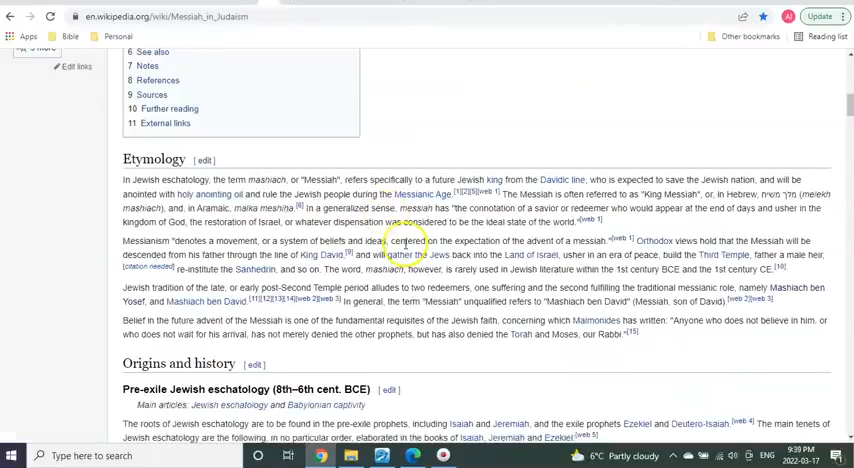 en.wikipedia.org/wiki/Messiah_in_Judaism
Update
Apps
Bible
Personal
Other bookmarks
Reading list
Edit links
6 See also
7 Notes
8 References
9 Sources
10 Further reading
11 External links
Etymology [ edit ]
In Jewish eschatology, the term mashiach, or "Messiah", refers specifically to a future Jewish king from the Davidic line, who is expected to save the Jewish nation, and will be
anointed with holy anointing oil and rule the Jewish people during the Messianic Age.[1][2][5][web 1] The Messiah is often referred to as "King Messiah", or, in Hebrew, מלך משיח (melekh
mashiach), and, in Aramaic, malka meshiḥa.[6] In a generalized sense, messiah has "the connotation of a savior or redeemer who would appear at the end of days and usher in the
kingdom of God, the restoration of Israel, or whatever dispensation was considered to be the ideal state of the world."[web 1]
Messianism "denotes a movement, or a system of beliefs and ideas, centered on the expectation of the advent of a messiah."[web 1] Orthodox views hold that the Messiah will be
descended from his father through the line of King David,[9] and will gather the Jews back into the Land of Israel, usher in an era of peace, build the Third Temple, father a male heir,
[citation needed] re-institute the Sanhedrin, and so on. The word, mashiach, however, is rarely used in Jewish literature within the 1st century BCE and the 1st century CE.[10]
Jewish tradition of the late, or early post-Second Temple period alludes to two redeemers, one suffering and the second fulfilling the traditional messianic role, namely Mashiach ben
Yosef, and Mashiach ben David.[11][12][13][14][web 2][web 3] In general, the term "Messiah" unqualified refers to "Mashiach ben David" (Messiah, son of David).[web 2][web 3]
Belief in the future advent of the Messiah is one of the fundamental requisites of the Jewish faith, concerning which Maimonides has written: "Anyone who does not believe in him, or
who does not wait for his arrival, has not merely denied the other prophets, but has also denied the Torah and Moses, our Rabbi."[15]
Origins and history [ edit ]
Pre-exile Jewish eschatology (8th–6th cent. BCE) [ edit ]
Main articles: Jewish eschatology and Babylonian captivity
The roots of Jewish eschatology are to be found in the pre-exile prophets, including Isaiah and Jeremiah, and the exile prophets Ezekiel and Deutero-Isaiah.[web 4] The main tenets of
Jewish eschatology are the following, in no particular order, elaborated in the books of Isaiah, Jeremiah and Ezekiel:[web 5]
Type here to search
6°C Partly cloudy
ENG
9:39 PM
2022-03-17